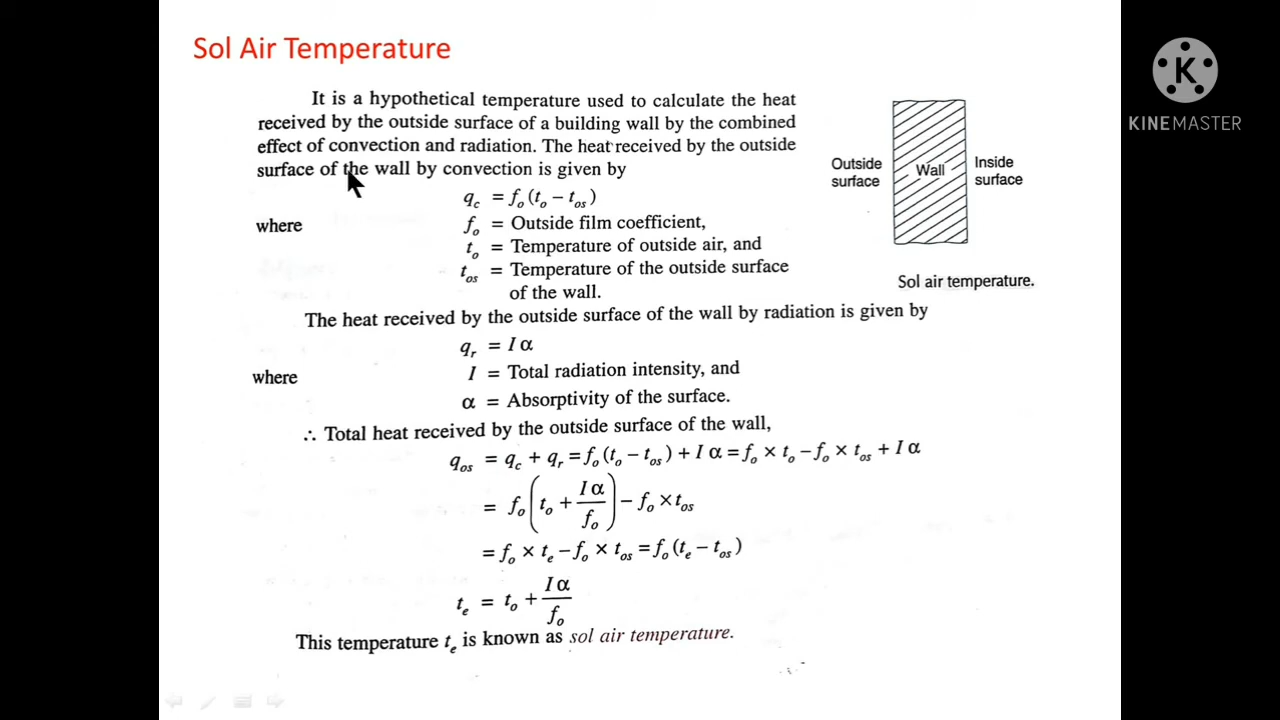 Sol Air Temperature
It is a hypothetical temperature used to calculate the heat
received by the outside surface of a building wall by the combined
effect of convection and radiation. The heat received by the outside
surface of the wall by convection is given by
q_c = f_o (t_o – t_os)
where f_o = Outside film coefficient,
t_o = Temperature of outside air, and
t_os = Temperature of the outside surface
of the wall.
Outside surface
Wall
Inside surface
Sol air temperature.
The heat received by the outside surface of the wall by radiation is given by
q_r = I α
where I = Total radiation intensity, and
α = Absorptivity of the surface.
∴ Total heat received by the outside surface of the wall,
q_os = q_c + q_r = f_o (t_o – t_os) + I α = f_o × t_o – f_o × t_os + I α
= f_o (t_o + I α / f_o) – f_o × t_os
= f_o × t_e – f_o × t_os = f_o (t_e – t_os)
t_e = t_o + I α / f_o
This temperature t_e is known as sol air temperature.
K
KINEMASTER